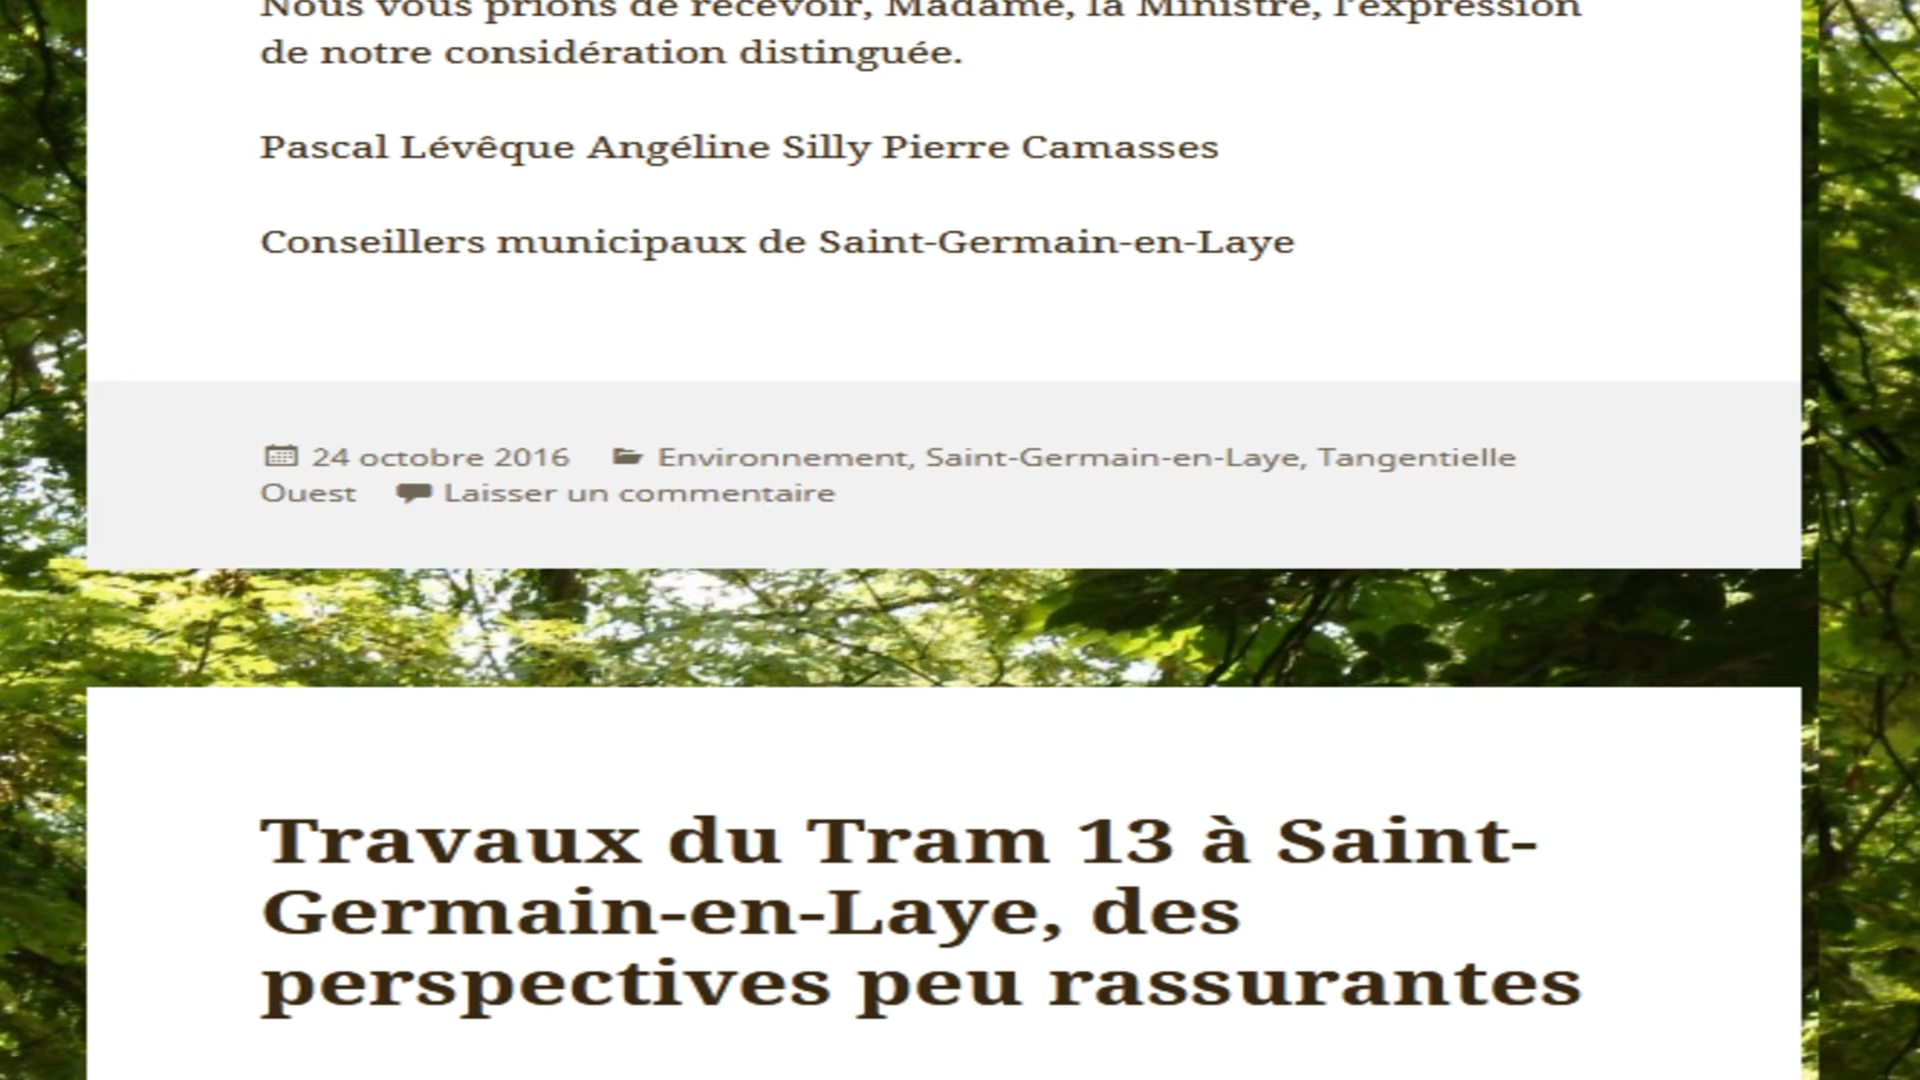 Nous vous prions de recevoir, Madame, la Ministre, l'expression
de notre considération distinguée.
Pascal Lévêque Angéline Silly Pierre Camasses
Conseillers municipaux de Saint-Germain-en-Laye
24 octobre 2016 Environnement, Saint-Germain-en-Laye, Tangentielle
Ouest Laisser un commentaire
Travaux du Tram 13 à Saint-
Germain-en-Laye, des
perspectives peu rassurantes